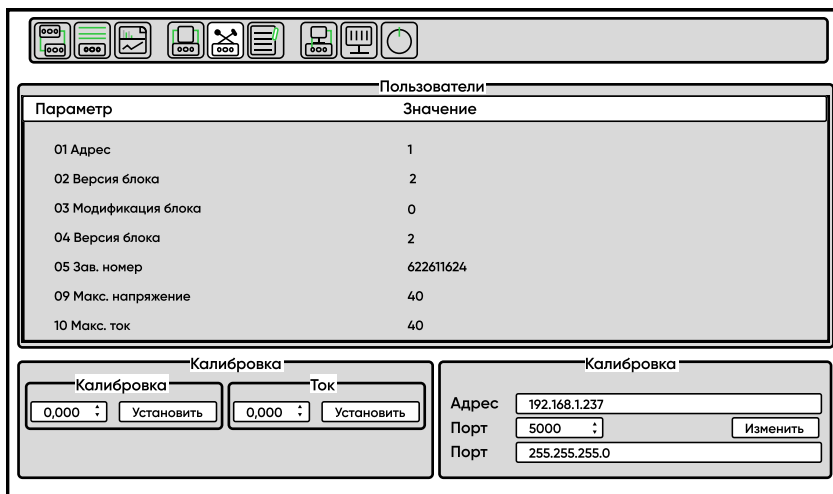 Пользователи
Параметр Значение
01 Адрес 1
02 Версия блока 2
03 Модификация блока 0
04 Версия блока 2
05 Зав. номер 622611624
09 Макс. напряжение 40
10 Макс. ток 40
Калибровка Калибровка
Калибровка Ток
0,000 Установить 0,000 Установить
Адрес 192.168.1.237
Порт 5000 Изменить
Порт 255.255.255.0